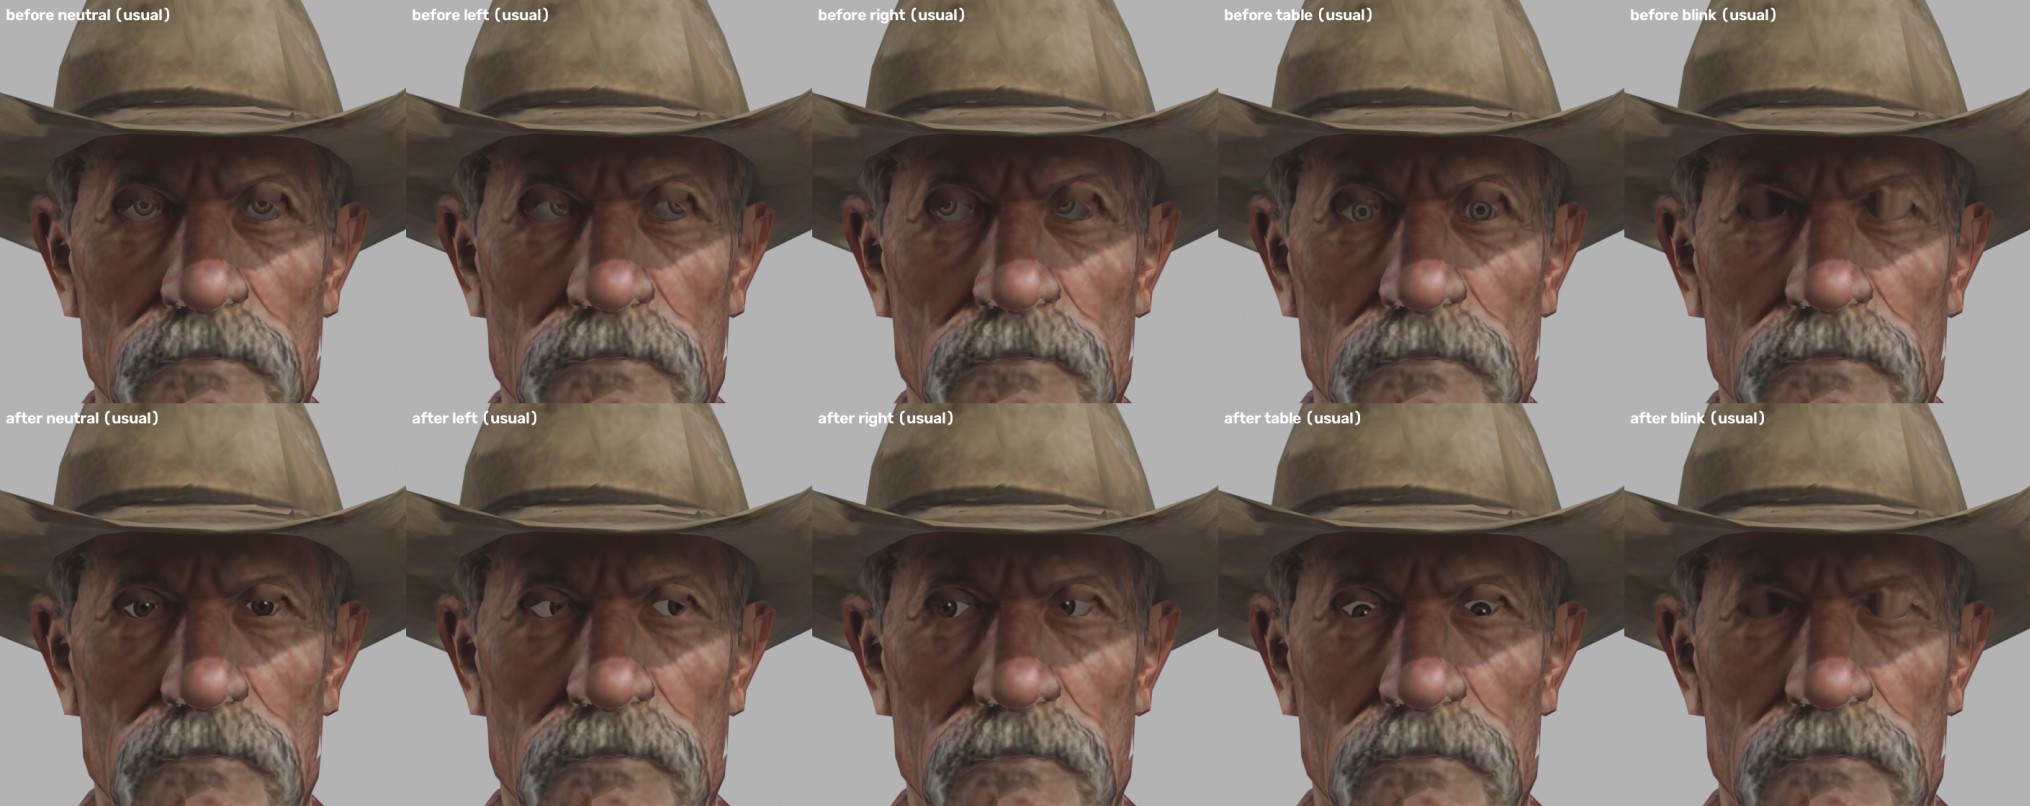 before neutral (usual)
before left (usual)
before right (usual)
before table (usual)
before blink (usual)
after neutral (usual)
after left (usual)
after right (usual)
after table (usual)
after blink (usual)